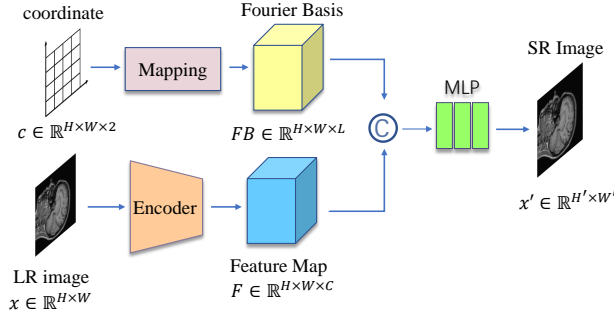 coordinate
Fourier Basis
SR Image
Mapping
MLP
c ∈ ℝ^{H×W×2}
FB ∈ ℝ^{H×W×L}
C
Encoder
x′ ∈ ℝ^{H′×W′}
LR image
Feature Map
x ∈ ℝ^{H×W}
F ∈ ℝ^{H×W×C}